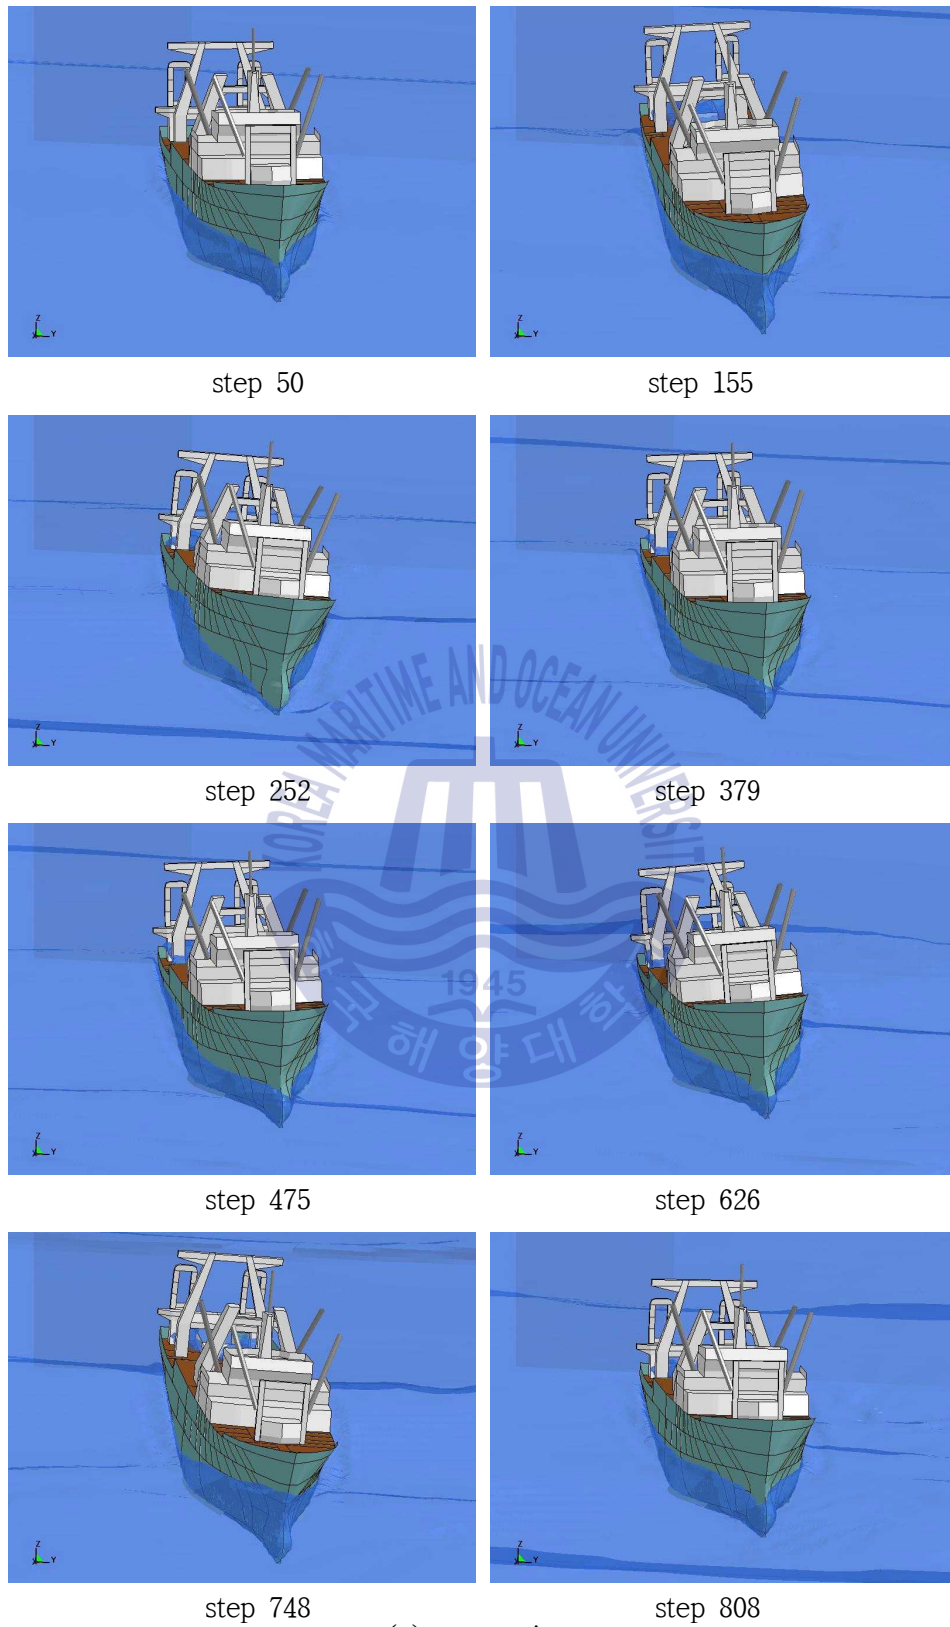 step 50
step 155
step 252
step 379
step 475
step 626
step 748
step 808
KOREA MARITIME AND OCEAN UNIVERSITY
1945
한국해양대학교
Z
Y
Z
Y
Z
Y
Z
Y
Z
Y
Z
Y
Z
Y
Z
Y